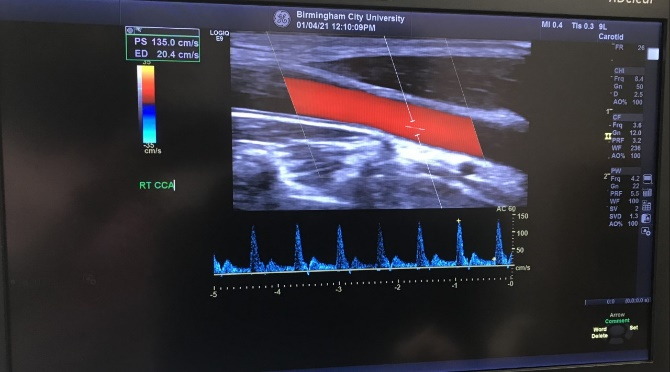 Birmingham City University
01/04/21 12:10:09PM
MI 0.4 TIs 0.3 9L
Carotid
LOGIQ
E9
PS 135.0 cm/s
ED 20.4 cm/s
35
-35
cm/s
RT CCA
FR 28
CHI
Frq 8.4
Gn 50
D 2.5
AO% 100
1
CF
Frq 3.6
Gn 12.0
PRF 3.2
WF 236
AO% 100
2
PW
Frq 4.2
Gn 22
PRF 5.5
WF 100
SV 2
SVD 1.3
AO% 100
AC 60
150
100
50
cm/s
-5 -4 -3 -2 -1 -0
Arrow
Comment
Word
Delete
Set